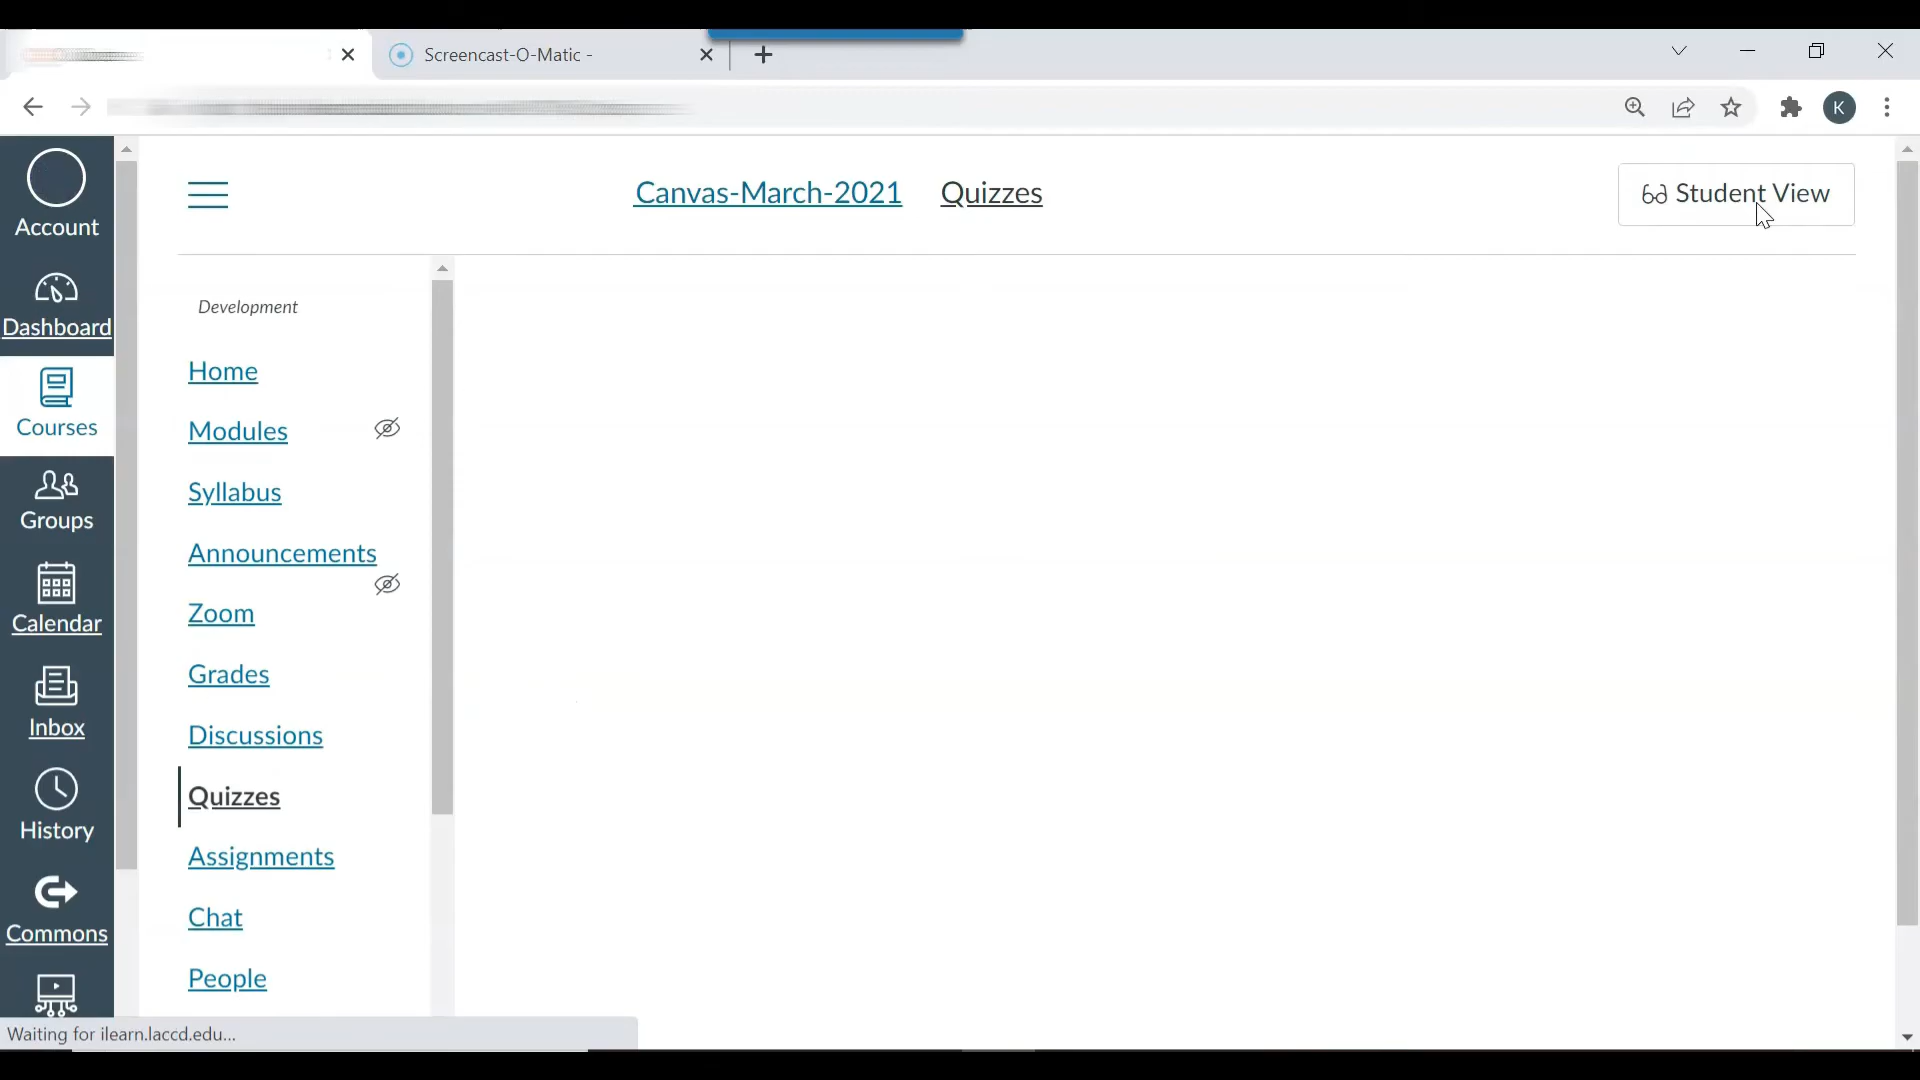 Screencast-O-Matic -
K
Account
Dashboard
Courses
Groups
Calendar
Inbox
History
Commons
Canvas-March-2021 Quizzes
Student View
Development
Home
Modules
Syllabus
Announcements
Zoom
Grades
Discussions
Quizzes
Assignments
Chat
People
Waiting for ilearn.laccd.edu...